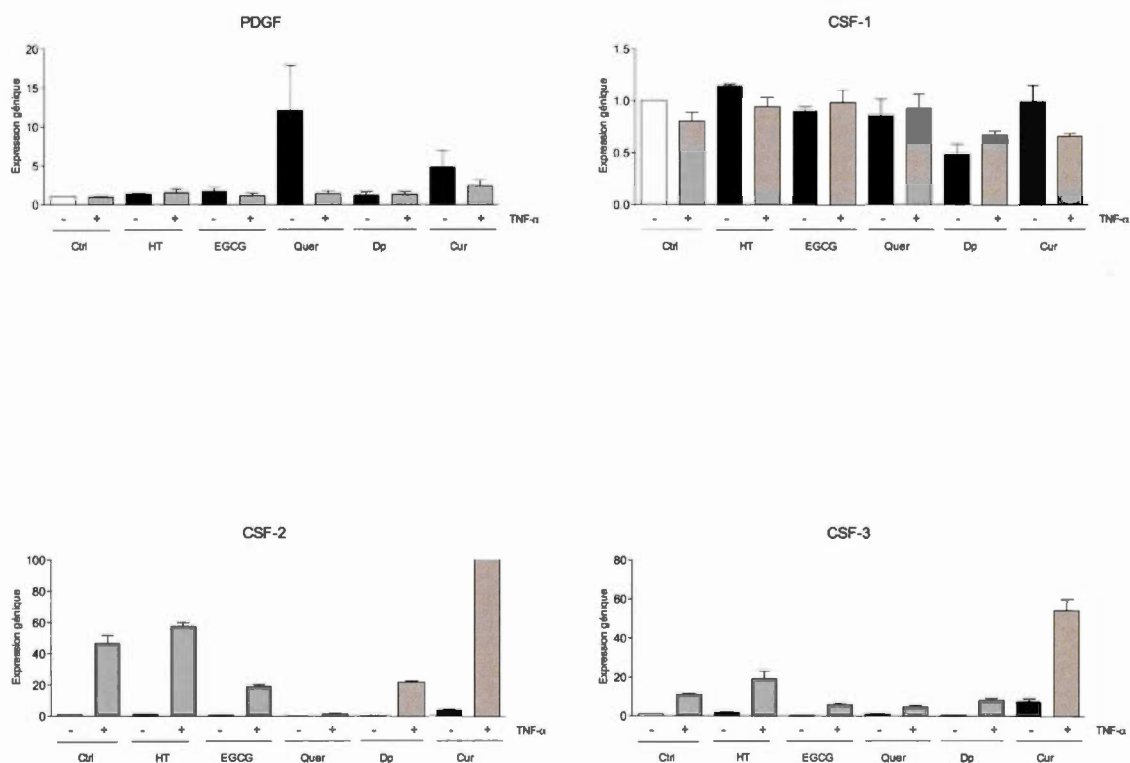 PDGF
Expression génique
20
15
10
5
0
- + - + - + - + - + - + TNF-α
Ctrl HT EGCG Quer Dp Cur
CSF-1
Expression génique
1.5
1.0
0.5
0.0
- + - + - + - + - + - + TNF-α
Ctrl HT EGCG Quer Dp Cur
CSF-2
Expression génique
100
80
60
40
20
0
- + - + - + - + - + - + TNF-α
Ctrl HT EGCG Quer Dp Cur
CSF-3
Expression génique
80
60
40
20
0
- + - + - + - + - + - + TNF-α
Ctrl HT EGCG Quer Dp Cur